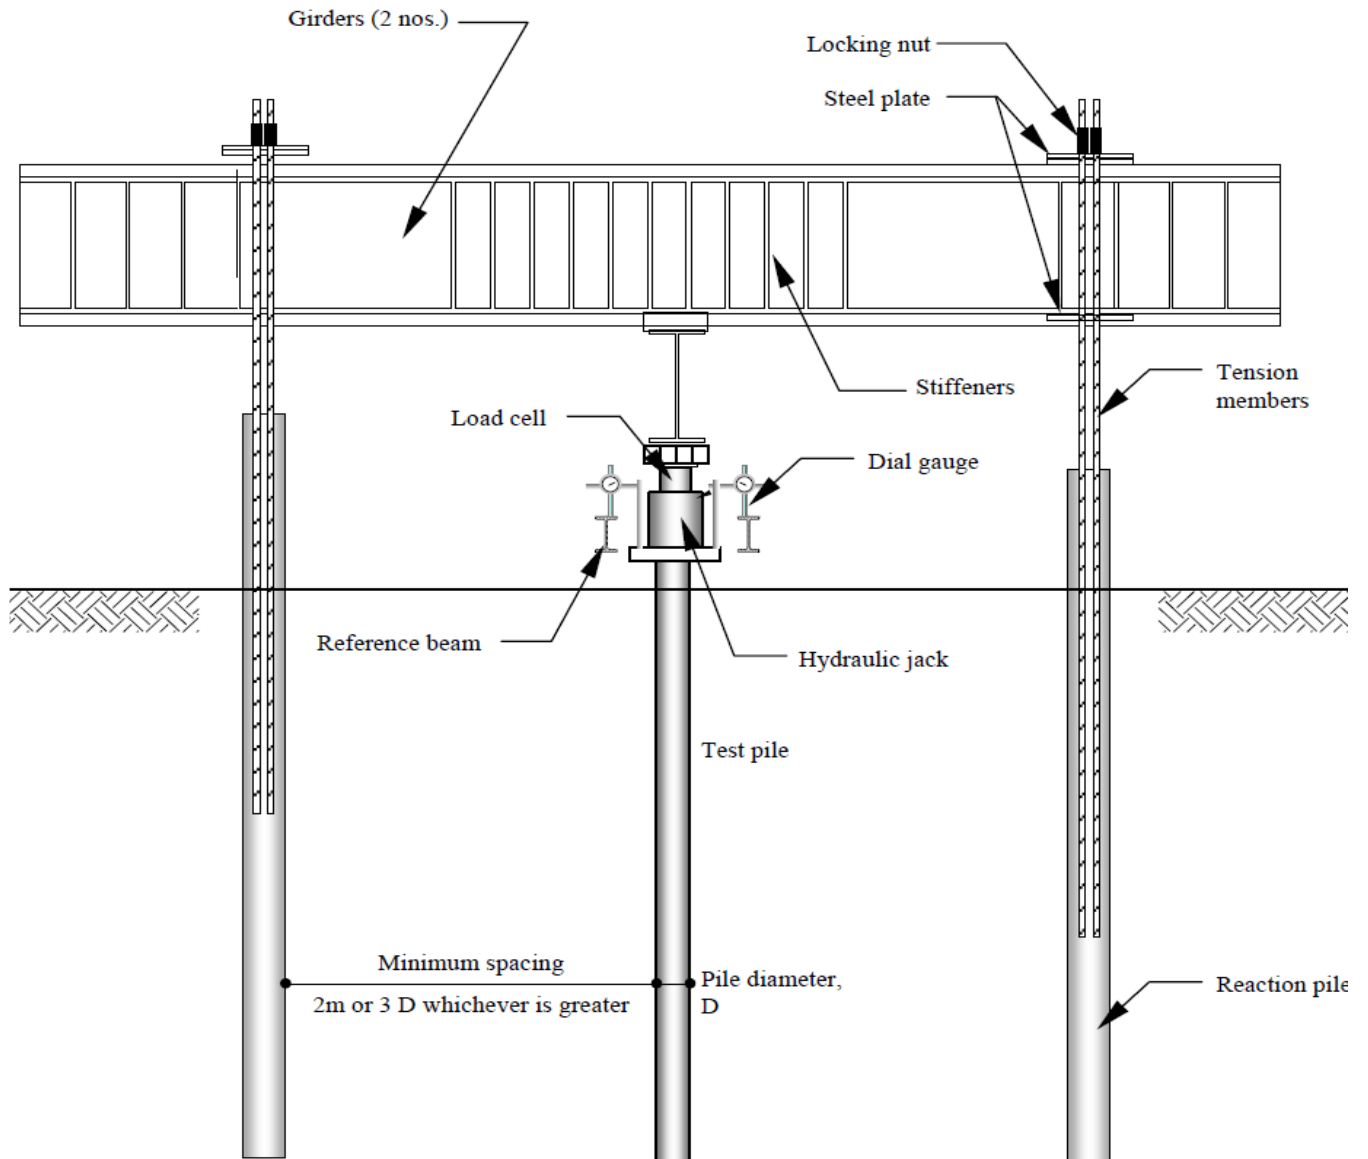 Girders (2 nos.)
Locking nut
Steel plate
Stiffeners
Tension
members
Load cell
Dial gauge
Reference beam
Hydraulic jack
Test pile
Minimum spacing
2m or 3 D whichever is greater
Pile diameter,
D
Reaction pile